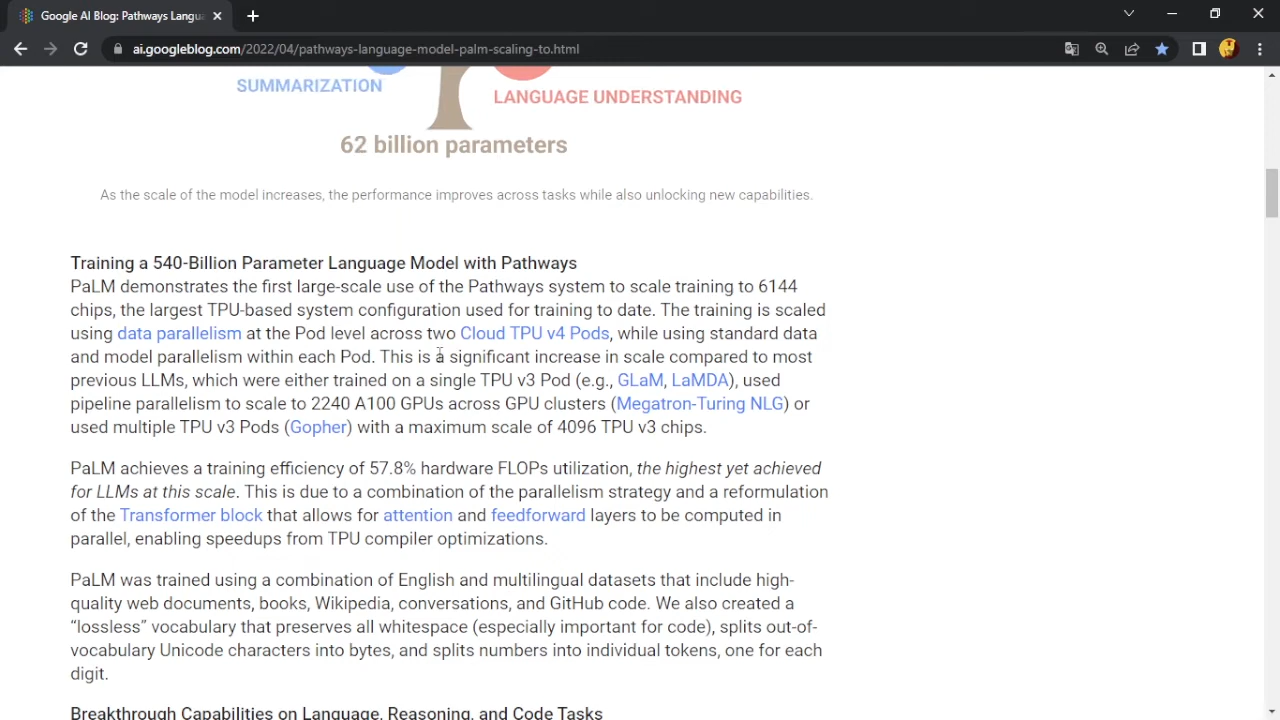 Google AI Blog: Pathways Langu
ai.googleblog.com/2022/04/pathways-language-model-palm-scaling-to.html
SUMMARIZATION
LANGUAGE UNDERSTANDING
62 billion parameters
As the scale of the model increases, the performance improves across tasks while also unlocking new capabilities.
Training a 540-Billion Parameter Language Model with Pathways
PaLM demonstrates the first large-scale use of the Pathways system to scale training to 6144
chips, the largest TPU-based system configuration used for training to date. The training is scaled
using data parallelism at the Pod level across two Cloud TPU v4 Pods, while using standard data
and model parallelism within each Pod. This is a significant increase in scale compared to most
previous LLMs, which were either trained on a single TPU v3 Pod (e.g., GLaM, LaMDA), used
pipeline parallelism to scale to 2240 A100 GPUs across GPU clusters (Megatron-Turing NLG) or
used multiple TPU v3 Pods (Gopher) with a maximum scale of 4096 TPU v3 chips.
PaLM achieves a training efficiency of 57.8% hardware FLOPs utilization, the highest yet achieved
for LLMs at this scale. This is due to a combination of the parallelism strategy and a reformulation
of the Transformer block that allows for attention and feedforward layers to be computed in
parallel, enabling speedups from TPU compiler optimizations.
PaLM was trained using a combination of English and multilingual datasets that include high-
quality web documents, books, Wikipedia, conversations, and GitHub code. We also created a
“lossless” vocabulary that preserves all whitespace (especially important for code), splits out-of-
vocabulary Unicode characters into bytes, and splits numbers into individual tokens, one for each
digit.
Breakthrough Capabilities on Language, Reasoning, and Code Tasks